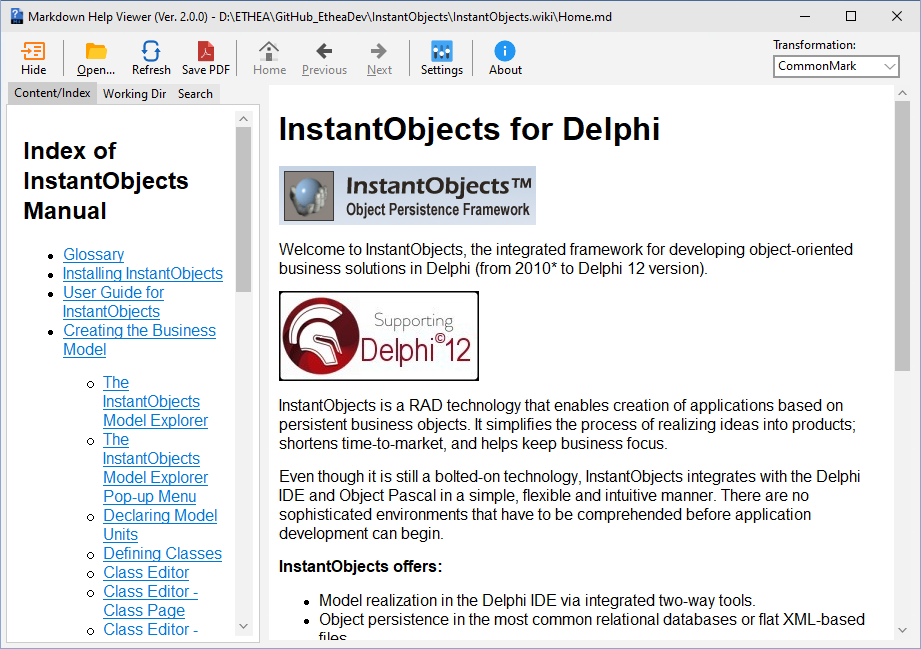 Markdown Help Viewer (Ver. 2.0.0) - D:\ETHEA\GitHub_EtheaDev\InstantObjects\InstantObjects.wiki\Home.md
Hide
Open...
Refresh
Save PDF
Home
Previous
Next
Settings
About
Transformation:
CommonMark
Content/Index
Working Dir
Search
Index of
InstantObjects
Manual
Glossary
Installing InstantObjects
User Guide for
InstantObjects
Creating the Business
Model
The
InstantObjects
Model Explorer
The
InstantObjects
Model Explorer
Pop-up Menu
Declaring Model
Units
Defining Classes
Class Editor
Class Editor -
Class Page
Class Editor -
InstantObjects for Delphi
InstantObjects™
Object Persistence Framework
Welcome to InstantObjects, the integrated framework for developing object-oriented
business solutions in Delphi (from 2010* to Delphi 12 version).
Supporting
Delphi©12
InstantObjects is a RAD technology that enables creation of applications based on
persistent business objects. It simplifies the process of realizing ideas into products;
shortens time-to-market, and helps keep business focus.
Even though it is still a bolted-on technology, InstantObjects integrates with the Delphi
IDE and Object Pascal in a simple, flexible and intuitive manner. There are no
sophisticated environments that have to be comprehended before application
development can begin.
InstantObjects offers:
Model realization in the Delphi IDE via integrated two-way tools.
Object persistence in the most common relational databases or flat XML-based
files.